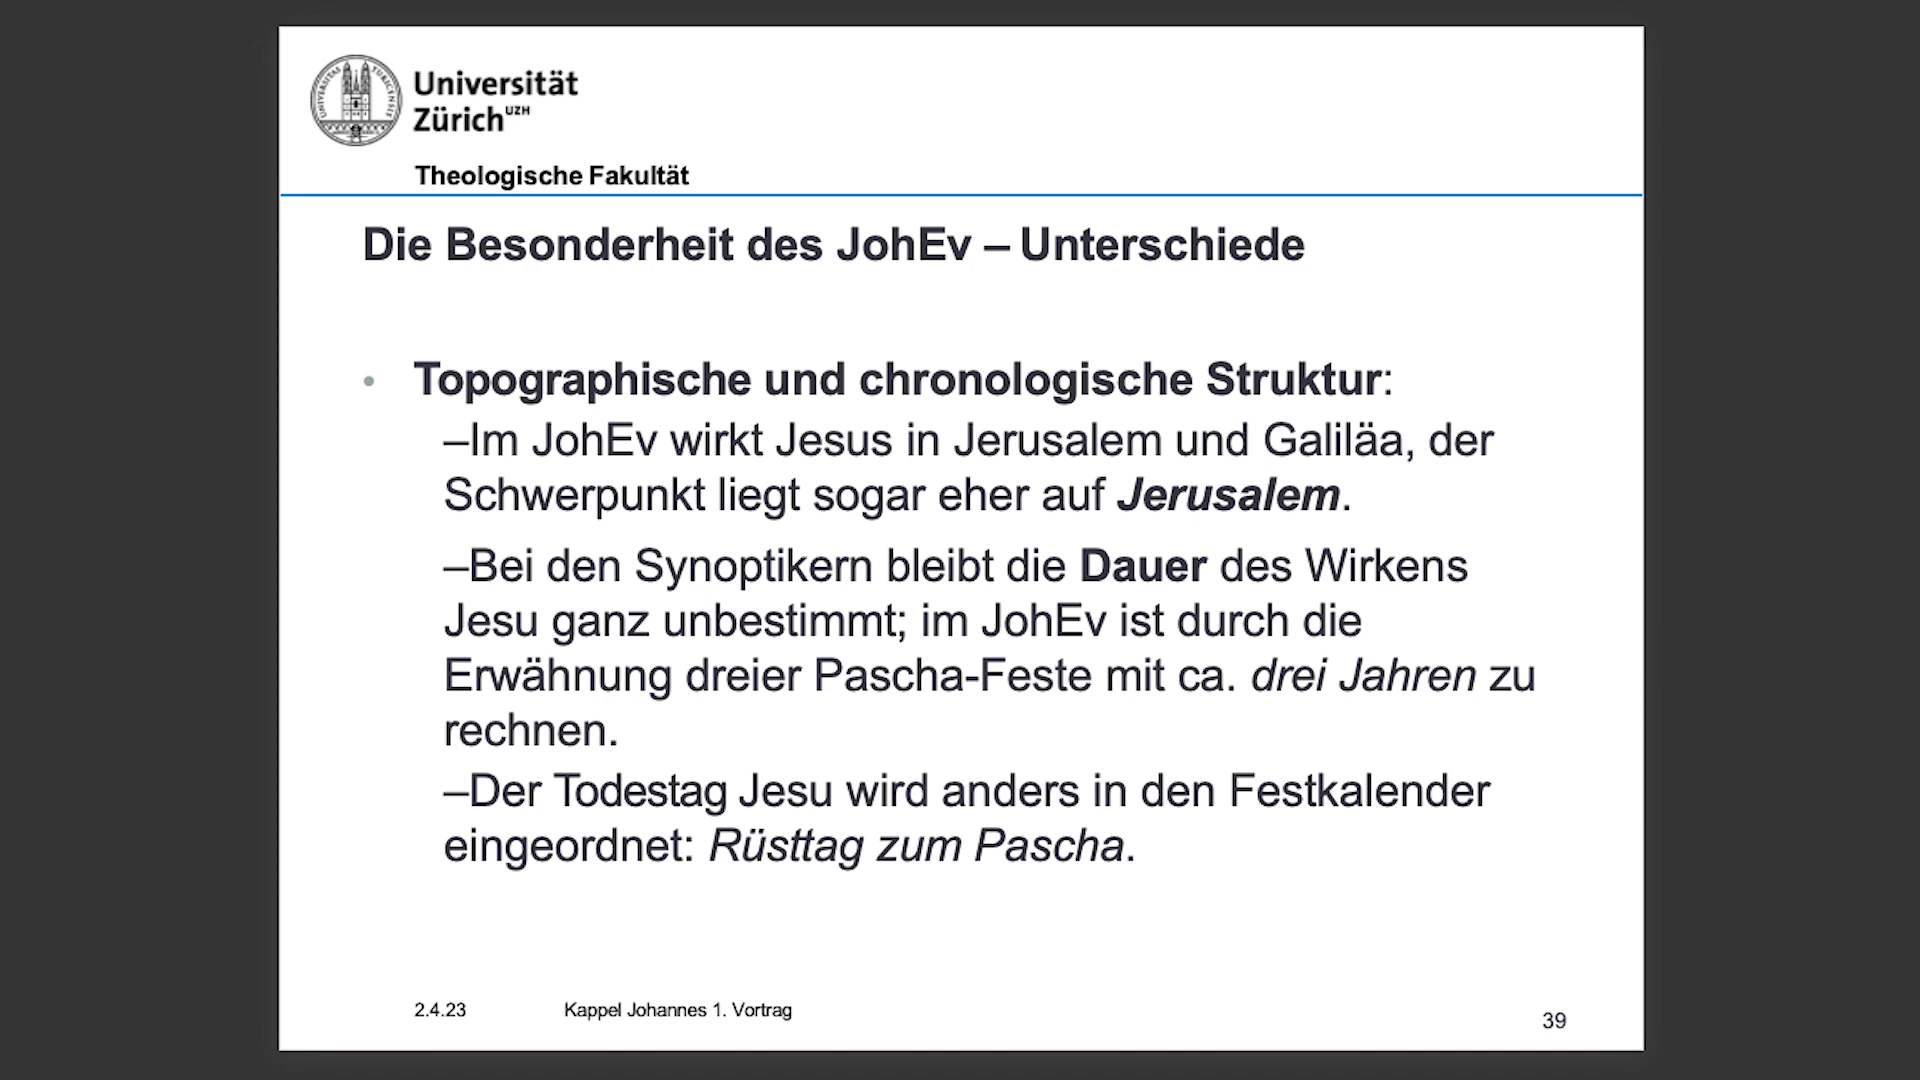 Universität
Zürich UZH
Theologische Fakultät
Die Besonderheit des JohEv – Unterschiede
• Topographische und chronologische Struktur:
–Im JohEv wirkt Jesus in Jerusalem und Galiläa, der
Schwerpunkt liegt sogar eher auf Jerusalem.
–Bei den Synoptikern bleibt die Dauer des Wirkens
Jesu ganz unbestimmt; im JohEv ist durch die
Erwähnung dreier Pascha-Feste mit ca. drei Jahren zu
rechnen.
–Der Todestag Jesu wird anders in den Festkalender
eingeordnet: Rüsttag zum Pascha.
2.4.23 Kappel Johannes 1. Vortrag
39